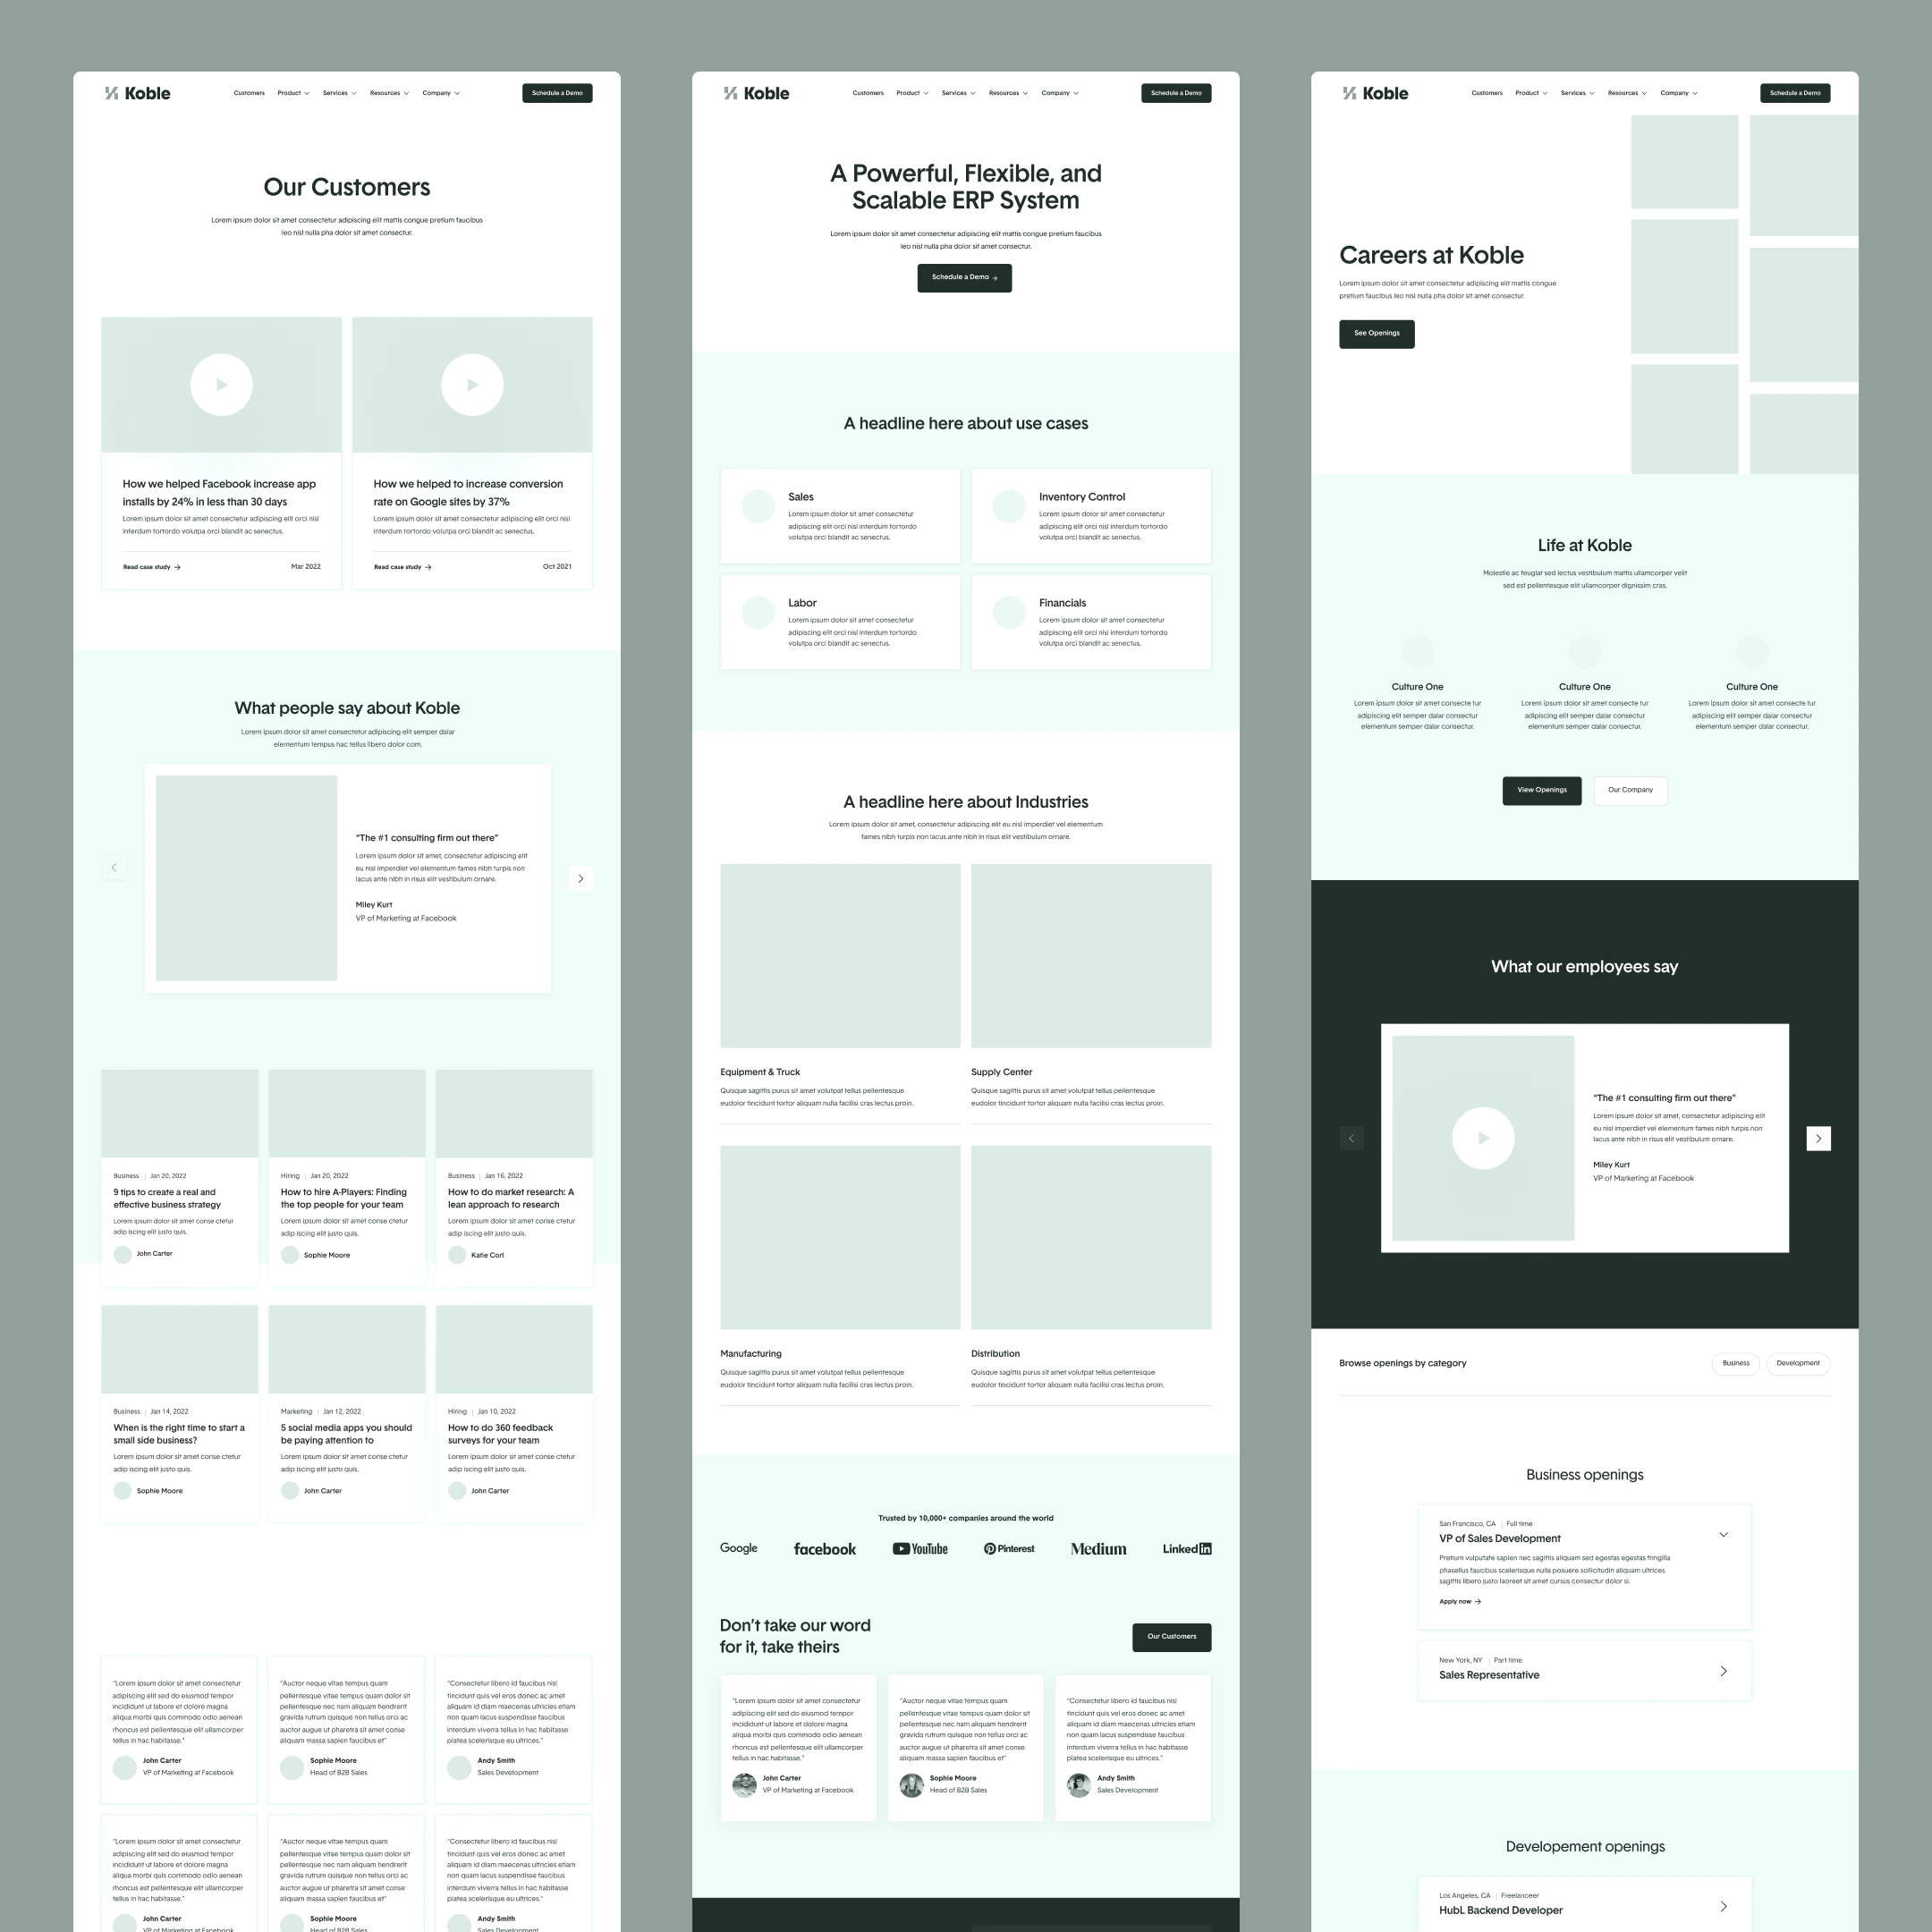 Koble
Customers Product Services Resources Company
Schedule a Demo
Our Customers
Lorem ipsum dolor sit amet consectetur adipiscing elit mattis congue pretium faucibus
leo nisl nulla pha dolor sit amet consectur.
How we helped Facebook increase app
installs by 24% in less than 30 days
Lorem ipsum dolor sit amet consectetur adipiscing elit orci nisl
interdum tortordo volutpa orci blandit ac senectus.
Read case study → Mar 2022
How we helped to increase conversion
rate on Google sites by 37%
Lorem ipsum dolor sit amet consectetur adipiscing elit orci nisl
interdum tortordo volutpa orci blandit ac senectus.
Read case study → Oct 2021
What people say about Koble
Lorem ipsum dolor sit amet consectetur adipiscing elit semper dalar
elementum tempus hac tellus libero dolor com.
“The #1 consulting firm out there”
Lorem ipsum dolor sit amet, consectetur adipiscing elit
eu nisl imperdiet vel elementum fames nibh turpis non
lacus ante nibh in risus elit vestibulum ornare.
Miley Kurt
VP of Marketing at Facebook
Business | Jan 20, 2022
9 tips to create a real and
effective business strategy
Lorem ipsum dolor sit amet conse ctetur
adip iscing elit justo quis.
John Carter
Hiring | Jan 20, 2022
How to hire A-Players: Finding
the top people for your team
Lorem ipsum dolor sit amet conse ctetur
adip iscing elit justo quis.
Sophie Moore
Business | Jan 16, 2022
How to do market research: A
lean approach to research
Lorem ipsum dolor sit amet conse ctetur
adip iscing elit justo quis.
Katie Corl
Business | Jan 14, 2022
When is the right time to start a
small side business?
Lorem ipsum dolor sit amet conse ctetur
adip iscing elit justo quis.
Sophie Moore
Marketing | Jan 12, 2022
5 social media apps you should
be paying attention to
Lorem ipsum dolor sit amet conse ctetur
adip iscing elit justo quis.
John Carter
Hiring | Jan 10, 2022
How to do 360 feedback
surveys for your team
Lorem ipsum dolor sit amet conse ctetur
adip iscing elit justo quis.
John Carter
“Lorem ipsum dolor sit amet consectetur
adipiscing elit sed do eiusmod tempor
incididunt ut labore et dolore magna
aliqua morbi quis commodo odio aenean
rhoncus est pellentesque elit ullamcorper
tellus in hac habitasse.”
John Carter
VP of Marketing at Facebook
“Auctor neque vitae tempus quam
pellentesque vitae tempus quam dolor sit
pellentesque nec nam aliquam hendrerit
gravida rutrum quisque non tellus orci ac
auctor augue ut pharetra sit amet conse
aliquam massa sapien faucibus et”
Sophie Moore
Head of B2B Sales
“Consectetur libero id faucibus nisl
tincidunt quis vel eros donec ac amet
aliquam id diam maecenas ultricies etiam
non quam lacus suspendisse faucibus
interdum viverra tellus in hac habitasse
platea scelerisque eu ultrices.”
Andy Smith
Sales Development
“Lorem ipsum dolor sit amet consectetur
adipiscing elit sed do eiusmod tempor
incididunt ut labore et dolore magna
aliqua morbi quis commodo odio aenean
rhoncus est pellentesque elit ullamcorper
tellus in hac habitasse.”
John Carter
VP of Marketing at Facebook
“Auctor neque vitae tempus quam
pellentesque vitae tempus quam dolor sit
pellentesque nec nam aliquam hendrerit
gravida rutrum quisque non tellus orci ac
auctor augue ut pharetra sit amet conse
aliquam massa sapien faucibus et”
Sophie Moore
Head of B2B Sales
“Consectetur libero id faucibus nisl
tincidunt quis vel eros donec ac amet
aliquam id diam maecenas ultricies etiam
non quam lacus suspendisse faucibus
interdum viverra tellus in hac habitasse
platea scelerisque eu ultrices.”
Andy Smith
Sales Development
Koble
Customers Product Services Resources Company
Schedule a Demo
A Powerful, Flexible, and
Scalable ERP System
Lorem ipsum dolor sit amet consectetur adipiscing elit mattis congue pretium faucibus
leo nisl nulla pha dolor sit amet consectur.
Schedule a Demo →
A headline here about use cases
Sales
Lorem ipsum dolor sit amet consectetur
adipiscing elit orci nisl interdum tortordo
volutpa orci blandit ac senectus.
Inventory Control
Lorem ipsum dolor sit amet consectetur
adipiscing elit orci nisl interdum tortordo
volutpa orci blandit ac senectus.
Labor
Lorem ipsum dolor sit amet consectetur
adipiscing elit orci nisl interdum tortordo
volutpa orci blandit ac senectus.
Financials
Lorem ipsum dolor sit amet consectetur
adipiscing elit orci nisl interdum tortordo
volutpa orci blandit ac senectus.
A headline here about Industries
Lorem ipsum dolor sit amet, consectetur adipiscing elit eu nisl imperdiet vel elementum
fames nibh turpis non lacus ante nibh in risus elit vestibulum ornare.
Equipment & Truck
Quisque sagittis purus sit amet volutpat tellus pellentesque
eudolor tincidunt tortor aliquam nulla facilisi cras lectus proin.
Supply Center
Quisque sagittis purus sit amet volutpat tellus pellentesque
eudolor tincidunt tortor aliquam nulla facilisi cras lectus proin.
Manufacturing
Quisque sagittis purus sit amet volutpat tellus pellentesque
eudolor tincidunt tortor aliquam nulla facilisi cras lectus proin.
Distribution
Quisque sagittis purus sit amet volutpat tellus pellentesque
eudolor tincidunt tortor aliquam nulla facilisi cras lectus proin.
Trusted by 10,000+ companies around the world
Google facebook YouTube Pinterest Medium Linkedin
Don’t take our word
for it, take theirs
Our Customers
“Lorem ipsum dolor sit amet consectetur
adipiscing elit sed do eiusmod tempor
incididunt ut labore et dolore magna
aliqua morbi quis commodo odio aenean
rhoncus est pellentesque elit ullamcorper
tellus in hac habitasse.”
John Carter
VP of Marketing at Facebook
“Auctor neque vitae tempus quam
pellentesque vitae tempus quam dolor sit
pellentesque nec nam aliquam hendrerit
gravida rutrum quisque non tellus orci ac
auctor augue ut pharetra sit amet conse
aliquam massa sapien faucibus et”
Sophie Moore
Head of B2B Sales
“Consectetur libero id faucibus nisl
tincidunt quis vel eros donec ac amet
aliquam id diam maecenas ultricies etiam
non quam lacus suspendisse faucibus
interdum viverra tellus in hac habitasse
platea scelerisque eu ultrices.”
Andy Smith
Sales Development
Koble
Customers Product Services Resources Company
Schedule a Demo
Careers at Koble
Lorem ipsum dolor sit amet consectetur adipiscing elit mattis congue
pretium faucibus leo nisl nulla pha dolor sit amet consectur.
See Openings
Life at Koble
Molestie ac feugiat sed lectus vestibulum mattis ullamcorper velit
sed est pellentesque elit ullamcorper dignissim cras.
Culture One
Lorem ipsum dolor sit amet consecte tur
adipiscing elit semper dalar consectur
elementum semper dalar consectur.
Culture One
Lorem ipsum dolor sit amet consecte tur
adipiscing elit semper dalar consectur
elementum semper dalar consectur.
Culture One
Lorem ipsum dolor sit amet consecte tur
adipiscing elit semper dalar consectur
elementum semper dalar consectur.
View Openings
Our Company
What our employees say
“The #1 consulting firm out there”
Lorem ipsum dolor sit amet, consectetur adipiscing elit
eu nisl imperdiet vel elementum fames nibh turpis non
lacus ante nibh in risus elit vestibulum ornare.
Miley Kurt
VP of Marketing at Facebook
Browse openings by category
Business Development
Business openings
San Francisco, CA | Full time
VP of Sales Development
Pretium vulputate sapien nec sagittis aliquam sed egestas egestas fringilla
phasellus faucibus scelerisque nulla posuere sollicitudin aliquam ultrices
sagittis libero justo laoreet sit amet cursus consectur dolor si.
Apply now →
New York, NY | Part time
Sales Representative
Developement openings
Los Angeles, CA | Freelanceer
HubL Backend Developer